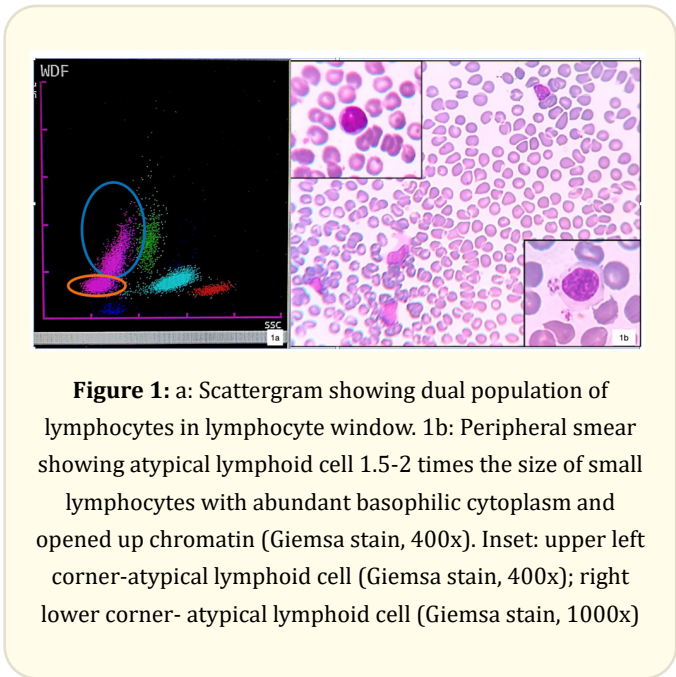 WDF
SSC
1a
1b
Figure 1: a: Scattergram showing dual population of
lymphocytes in lymphocyte window. 1b: Peripheral smear
showing atypical lymphoid cell 1.5-2 times the size of small
lymphocytes with abundant basophilic cytoplasm and
opened up chromatin (Giemsa stain, 400x). Inset: upper left
corner-atypical lymphoid cell (Giemsa stain, 400x); right
lower corner- atypical lymphoid cell (Giemsa stain, 1000x)